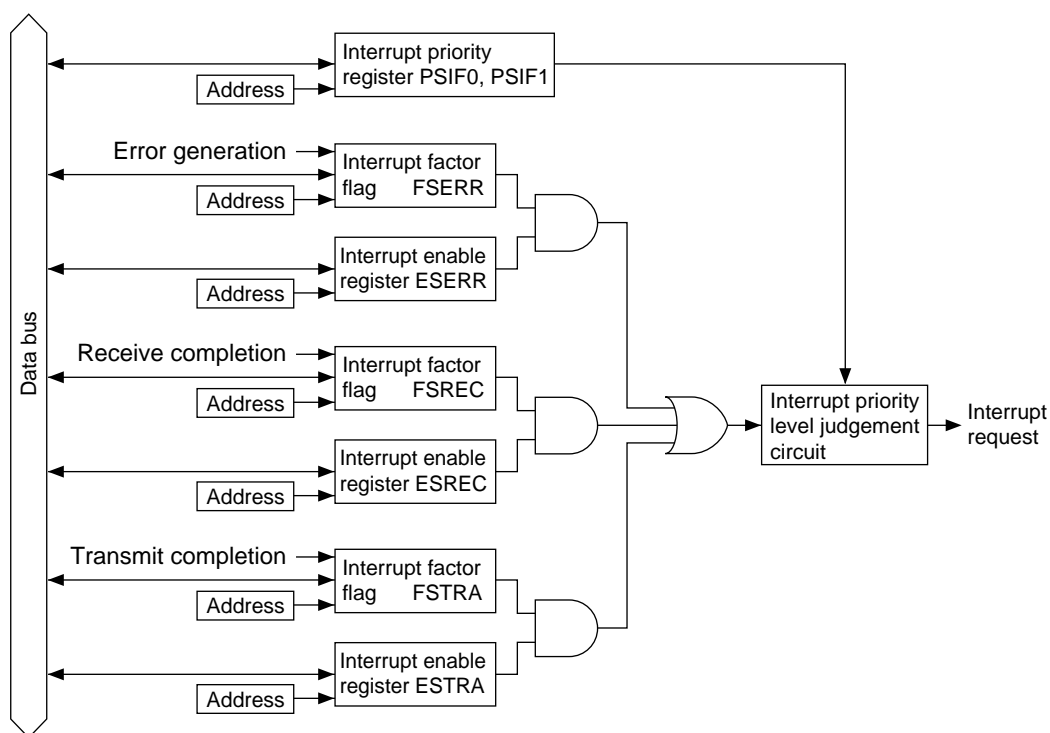 Data bus
Interrupt priority
register PSIF0, PSIF1
Address
Error generation
Interrupt factor
flag FSERR
Address
Interrupt enable
register ESERR
Address
Receive completion
Interrupt factor
flag FSREC
Address
Interrupt enable
register ESREC
Address
Transmit completion
Interrupt factor
flag FSTRA
Address
Interrupt enable
register ESTRA
Address
Interrupt priority
level judgement
circuit
Interrupt
request